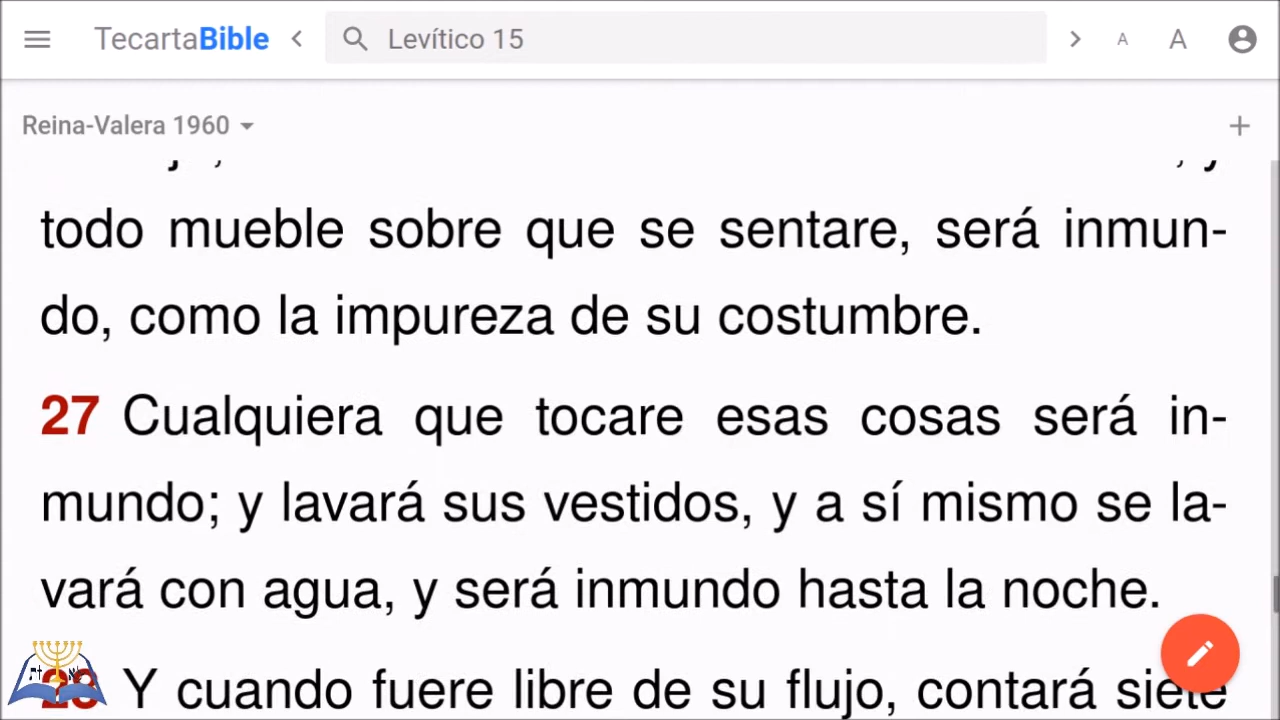 TecartaBible
Levítico 15
A A
Reina-Valera 1960
todo mueble sobre que se sentare, será inmun-
do, como la impureza de su costumbre.
27 Cualquiera que tocare esas cosas será in-
mundo; y lavará sus vestidos, y a sí mismo se la-
vará con agua, y será inmundo hasta la noche.
28 Y cuando fuere libre de su flujo, contará siete